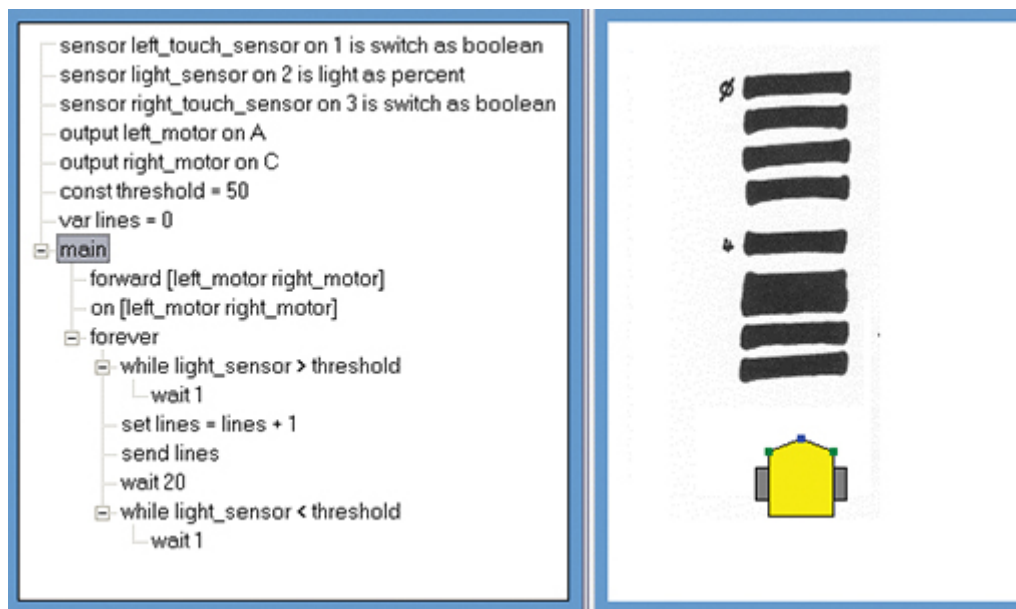 sensor left_touch_sensor on 1 is switch as boolean
sensor light_sensor on 2 is light as percent
sensor right_touch_sensor on 3 is switch as boolean
output left_motor on A
output right_motor on C
const threshold = 50
var lines = 0
main
forward [left_motor right_motor]
on [left_motor right_motor]
forever
while light_sensor > threshold
wait 1
set lines = lines + 1
send lines
wait 20
while light_sensor < threshold
wait 1
ø
4